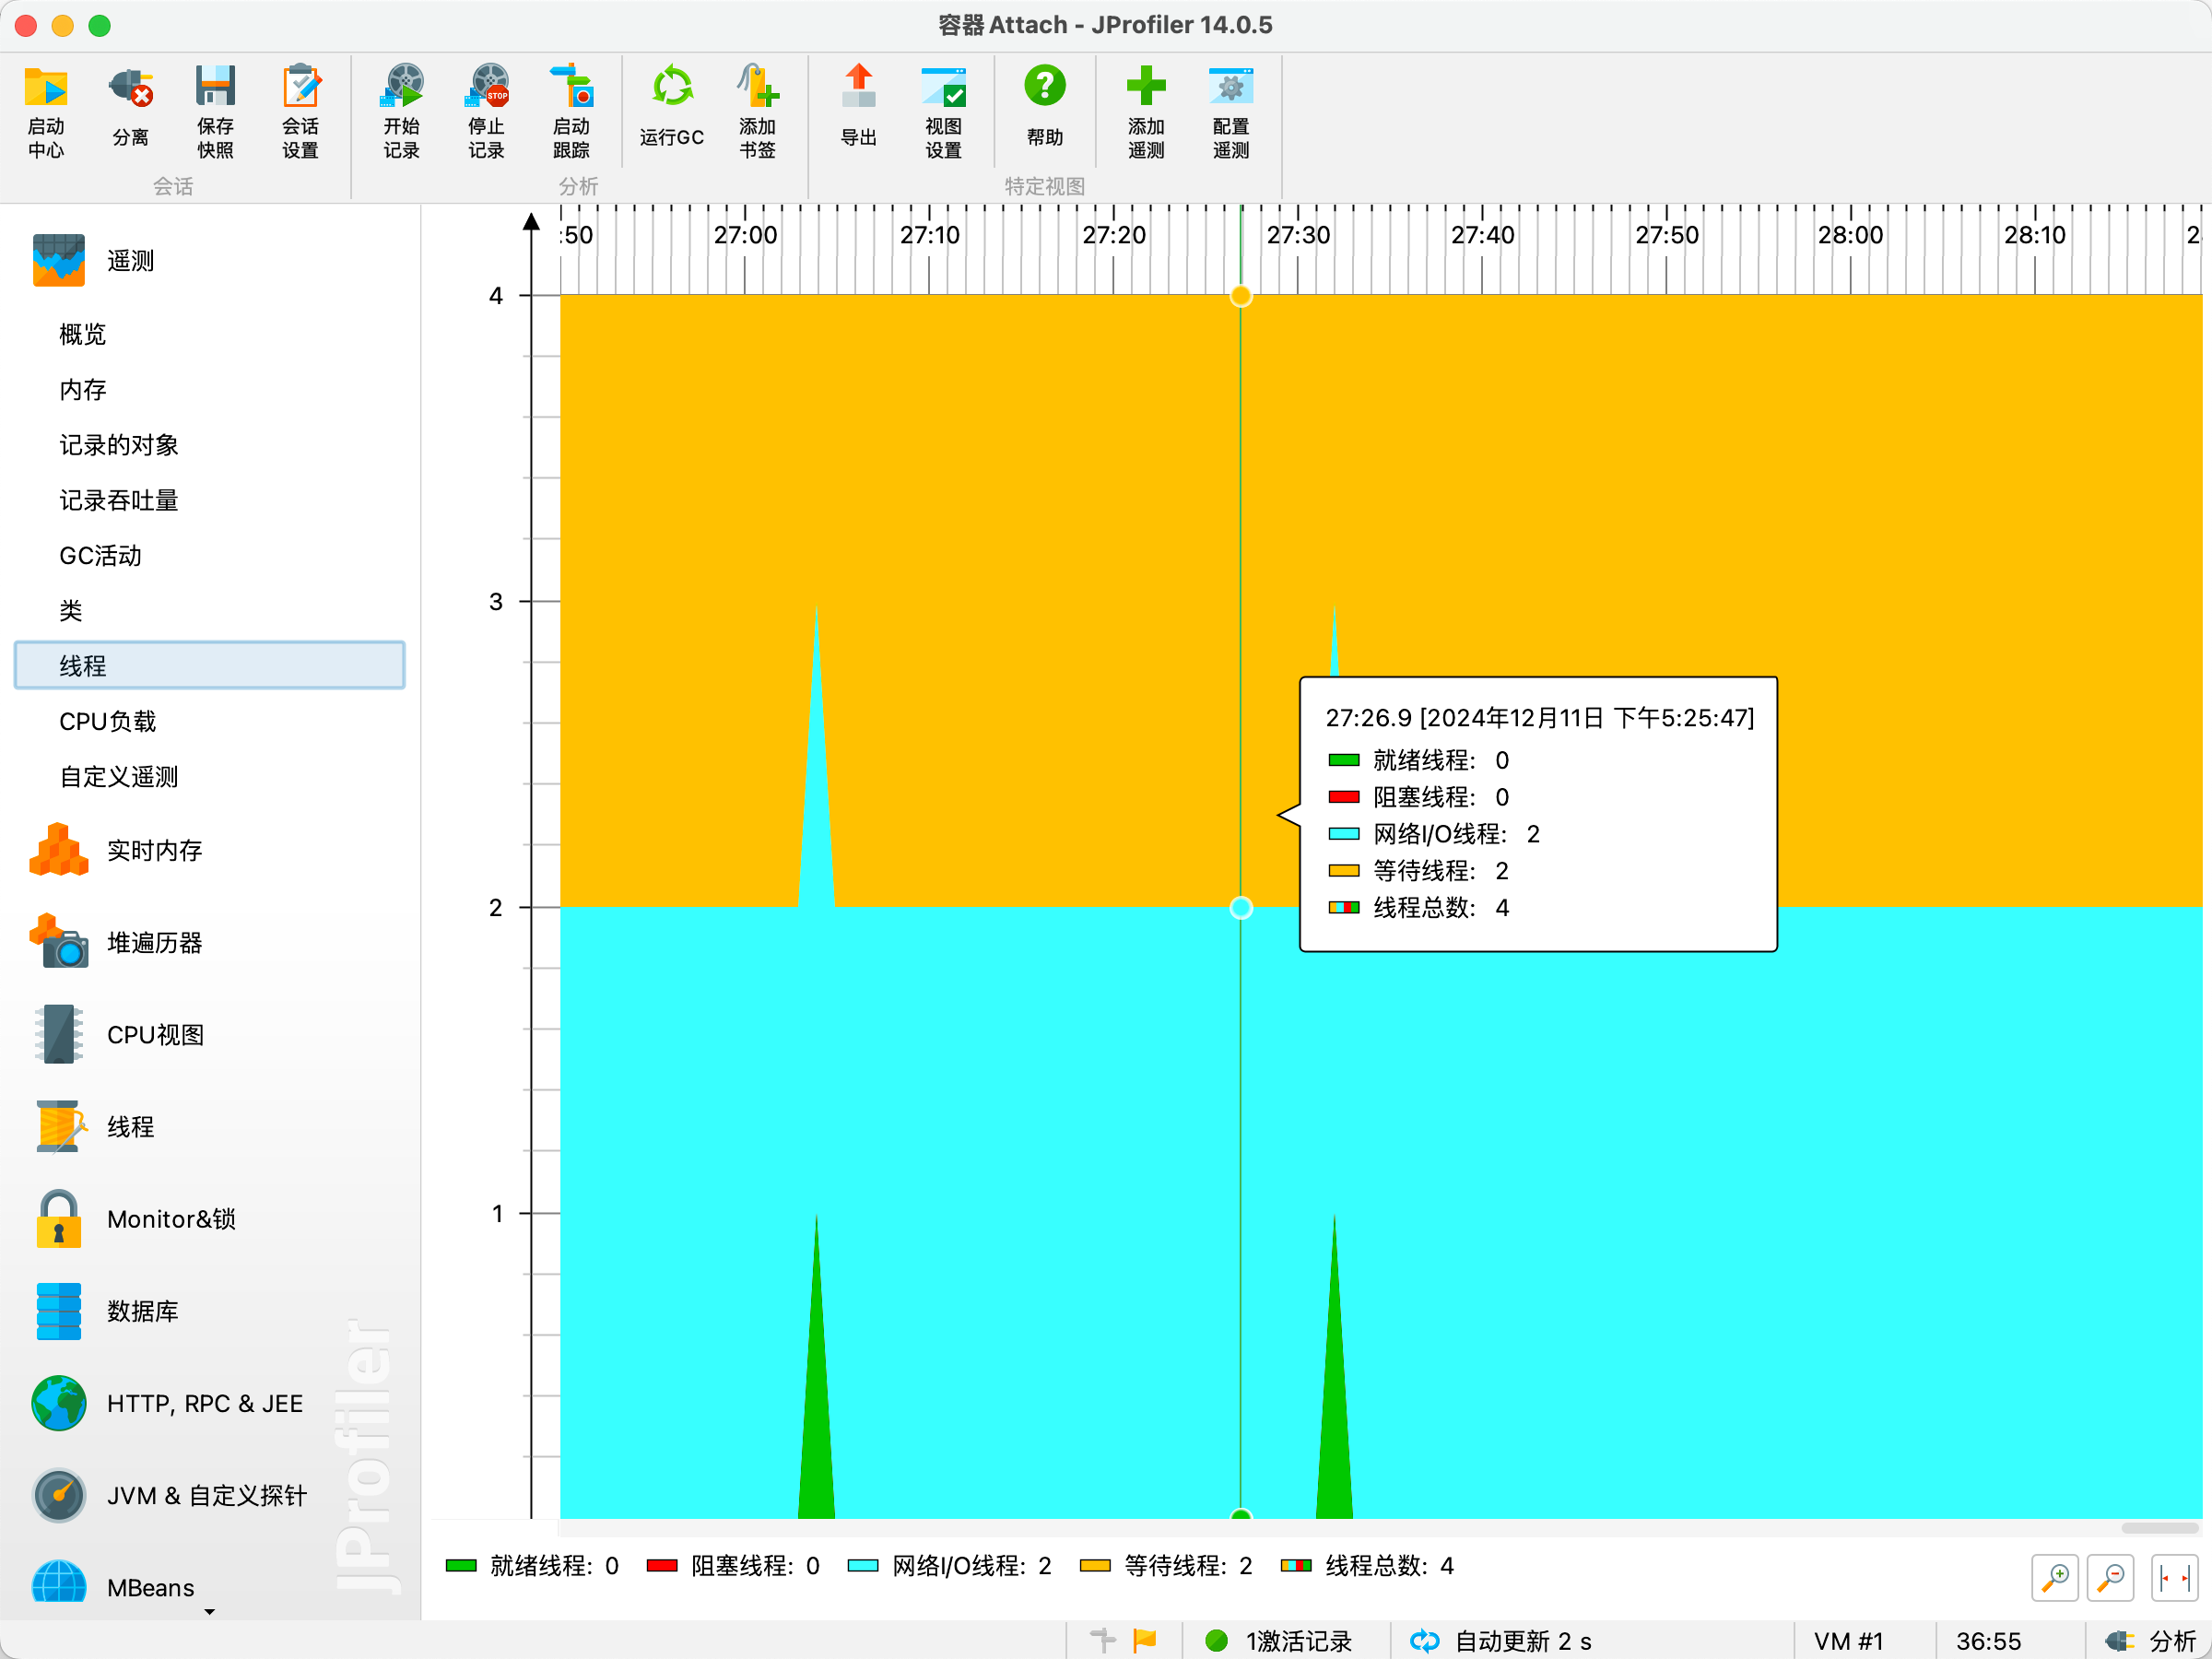 容器Attach - JProfiler 14.0.5
启动
中心
分离
保存
快照
会话
设置
会话
开始
记录
停止
记录
启动
跟踪
运行GC
添加
书签
分析
导出
视图
设置
帮助
添加
遥测
配置
遥测
特定视图
STOP
遥测
概览
内存
记录的对象
记录吞吐量
GC活动
类
线程
CPU负载
自定义遥测
实时内存
堆遍历器
CPU视图
线程
Monitor&锁
数据库
HTTP, RPC & JEE
JVM & 自定义探针
MBeans
JProfiler
:50 27:00 27:10 27:20 27:30 27:40 27:50 28:00 28:10 2
4
3
2
1
27:26.9 [2024年12月11日 下午5:25:47]
就绪线程: 0
阻塞线程: 0
网络I/O线程: 2
等待线程: 2
线程总数: 4
就绪线程: 0 阻塞线程: 0 网络I/O线程: 2 等待线程: 2 线程总数: 4
1激活记录 自动更新 2 s VM #1 36:55 分析